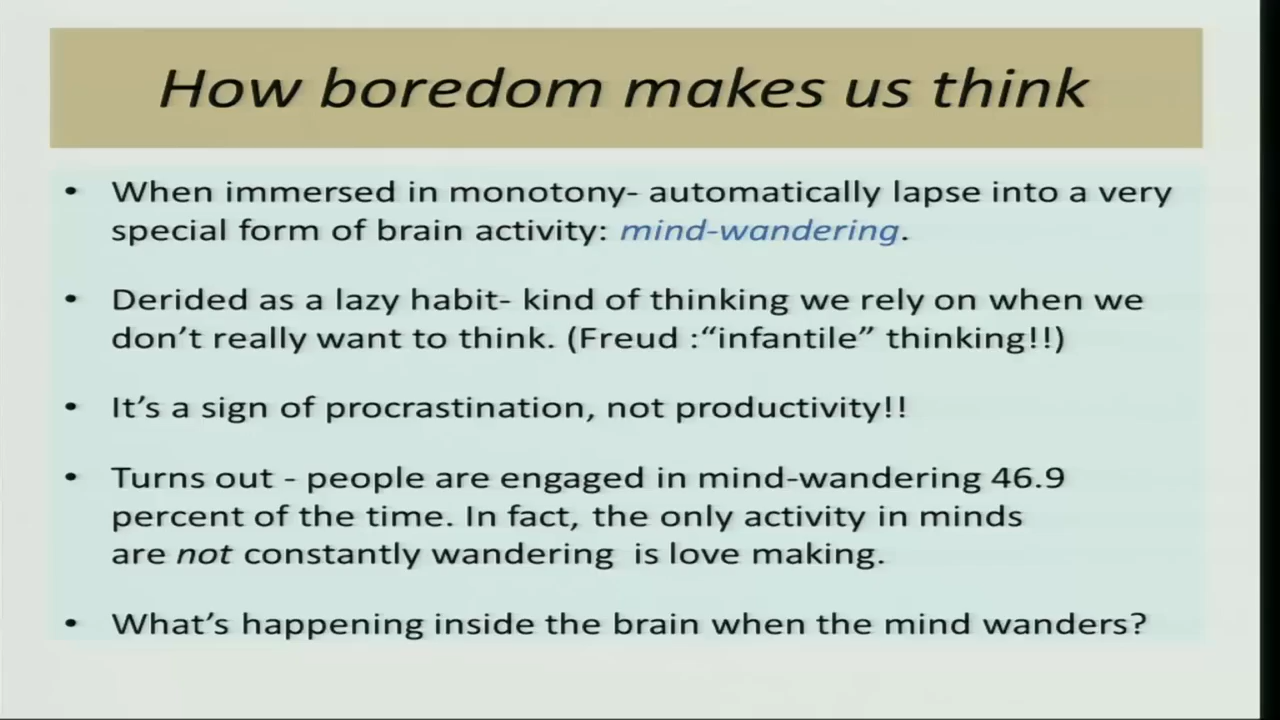 How boredom makes us think
• When immersed in monotony- automatically lapse into a very
special form of brain activity: mind-wandering.
• Derided as a lazy habit- kind of thinking we rely on when we
don’t really want to think. (Freud :“infantile” thinking!!)
• It’s a sign of procrastination, not productivity!!
• Turns out - people are engaged in mind-wandering 46.9
percent of the time. In fact, the only activity in minds
are not constantly wandering is love making.
• What’s happening inside the brain when the mind wanders?